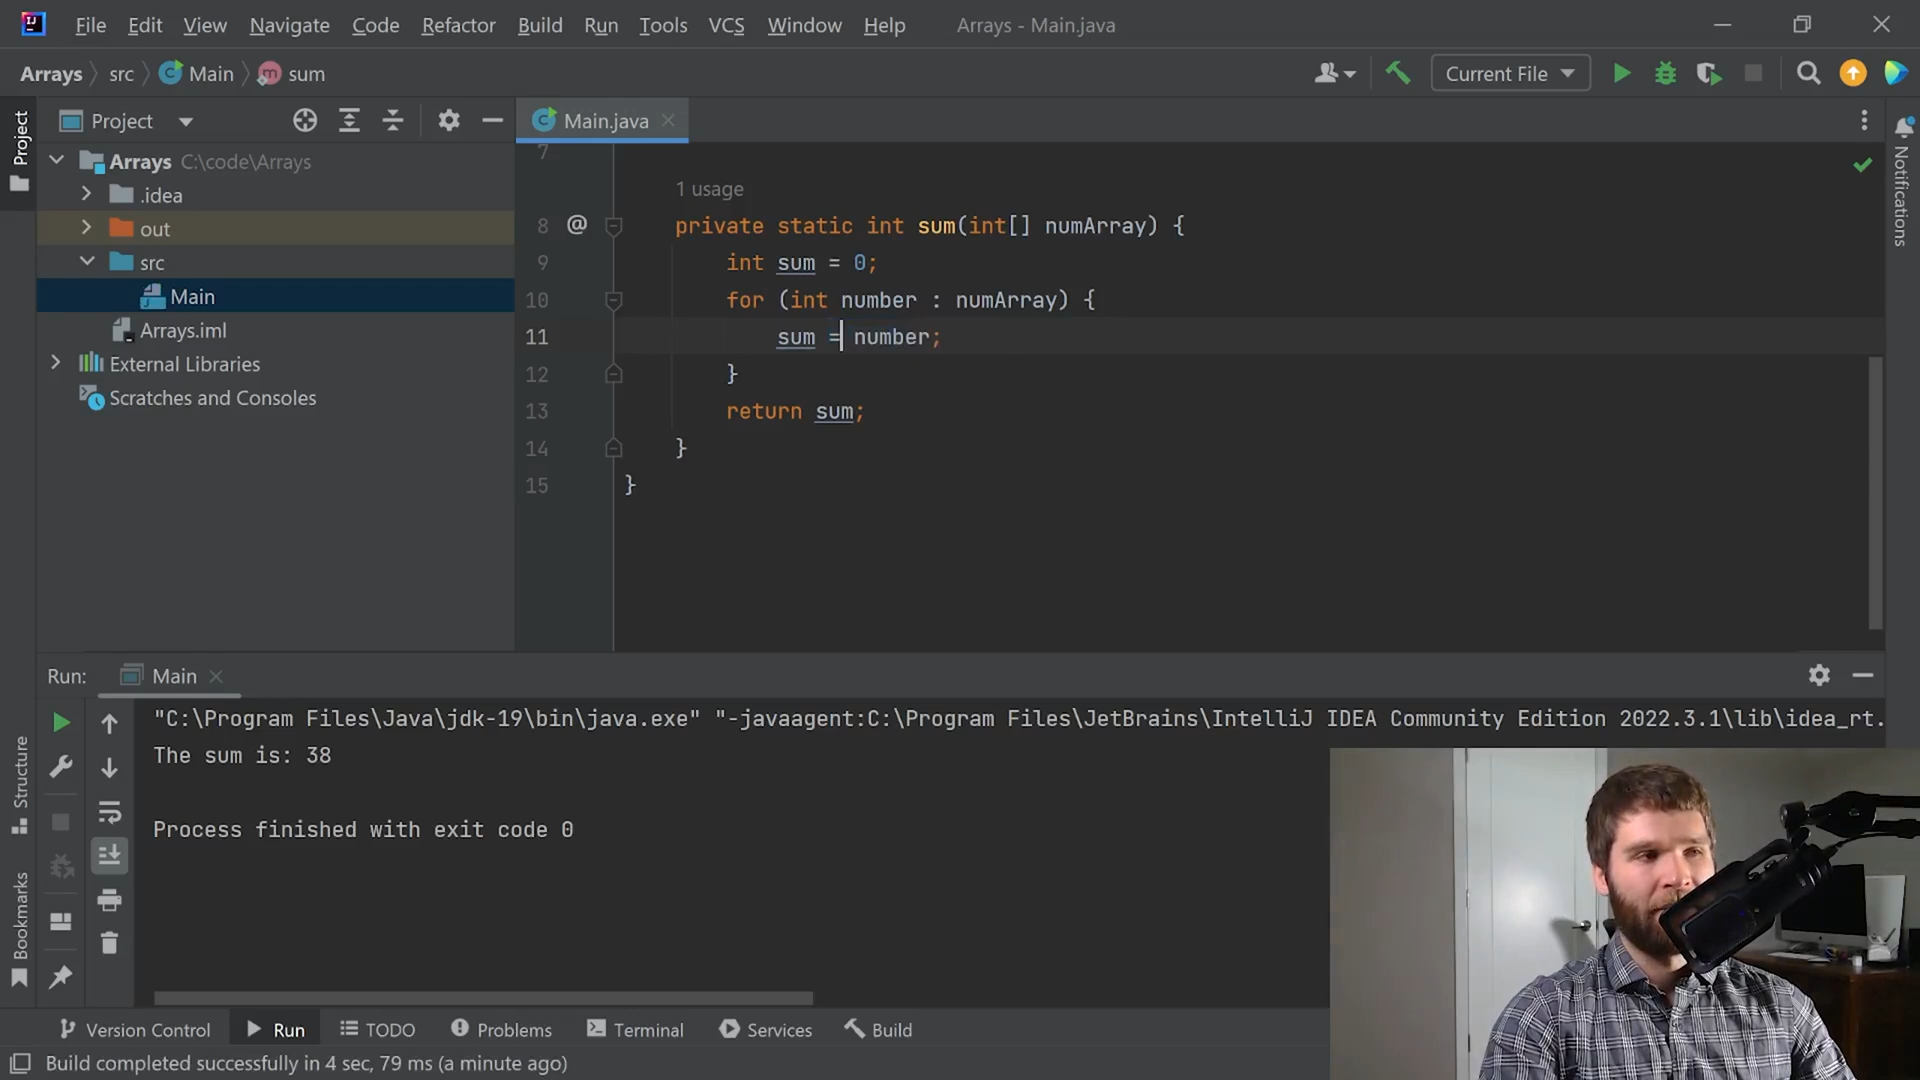 File Edit View Navigate Code Refactor Build Run Tools VCS Window Help Arrays - Main.java
Arrays src Main sum Current File
Project Main.java
Project
Arrays C:\code\Arrays
.idea
out
src
Main
Arrays.iml
External Libraries
Scratches and Consoles
7
1 usage
8 @ private static int sum(int[] numArray) {
9 int sum = 0;
10 for (int number : numArray) {
11 sum = number;
12 }
13 return sum;
14 }
15 }
Notifications
Run: Main
"C:\Program Files\Java\jdk-19\bin\java.exe" "-javaagent:C:\Program Files\JetBrains\IntelliJ IDEA Community Edition 2022.3.1\lib\idea_rt.
The sum is: 38
Process finished with exit code 0
Structure
Bookmarks
Version Control Run TODO Problems Terminal Services Build
Build completed successfully in 4 sec, 79 ms (a minute ago)